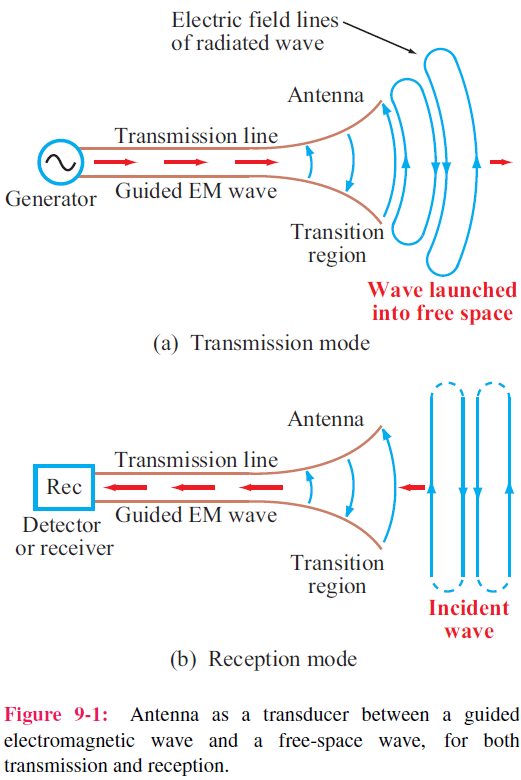 Electric field lines
of radiated wave
Antenna
Transmission line
Generator
Guided EM wave
Transition
region
Wave launched
into free space
(a) Transmission mode
Antenna
Transmission line
Rec
Detector
or receiver
Guided EM wave
Transition
region
Incident
wave
(b) Reception mode
Figure 9-1: Antenna as a transducer between a guided
electromagnetic wave and a free-space wave, for both
transmission and reception.